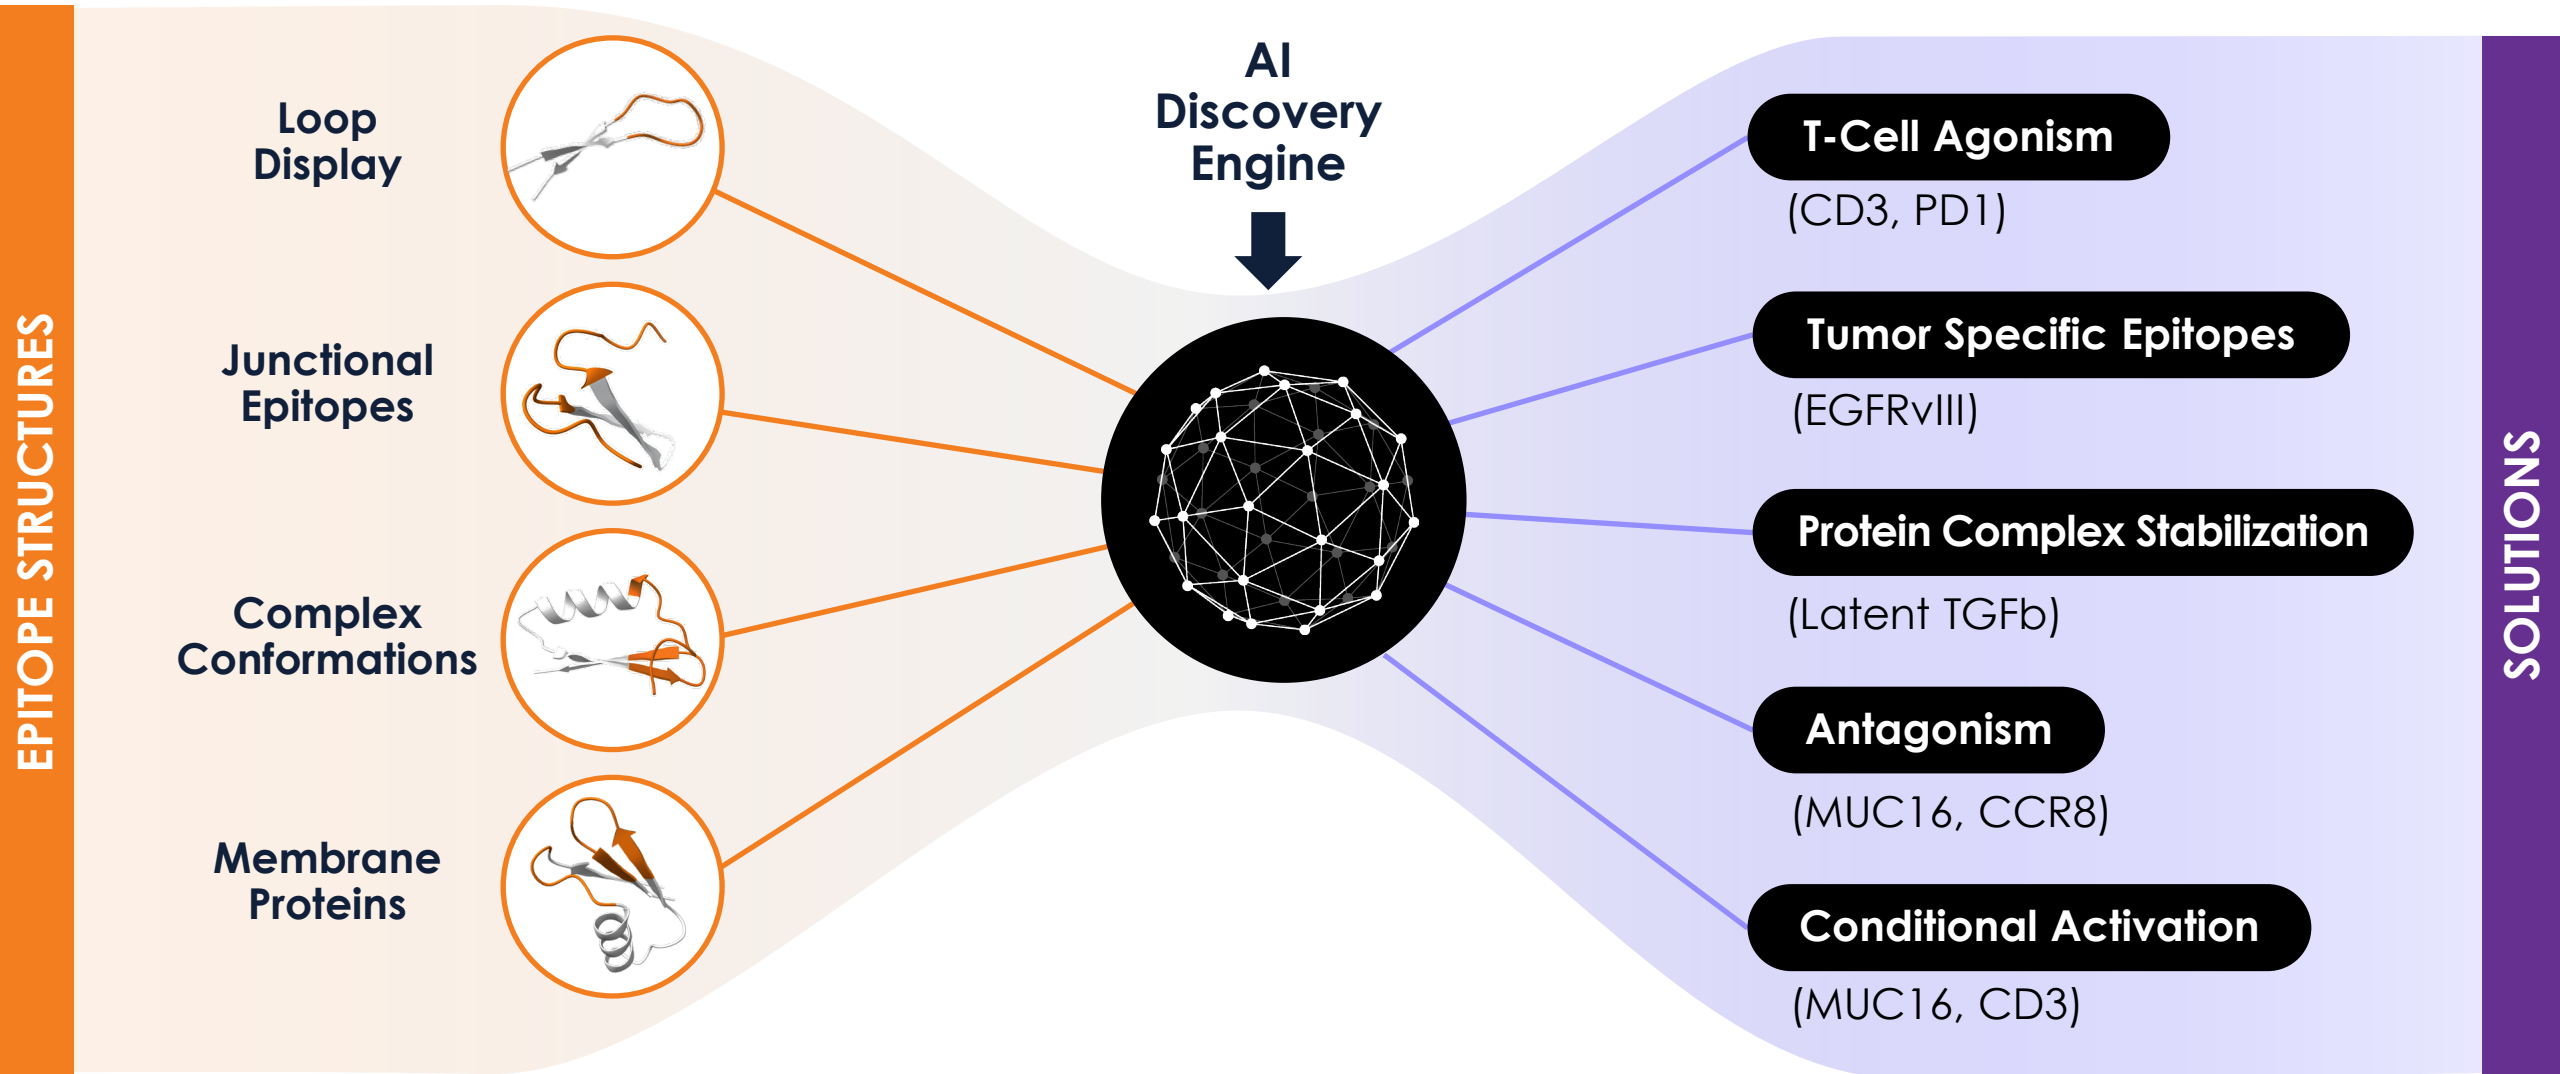 EPITOPE STRUCTURES
Loop
Display
Junctional
Epitopes
Complex
Conformations
Membrane
Proteins
AI
Discovery
Engine
T-Cell Agonism
(CD3, PD1)
Tumor Specific Epitopes
(EGFRvIII)
Protein Complex Stabilization
(Latent TGFb)
Antagonism
(MUC16, CCR8)
Conditional Activation
(MUC16, CD3)
SOLUTIONS